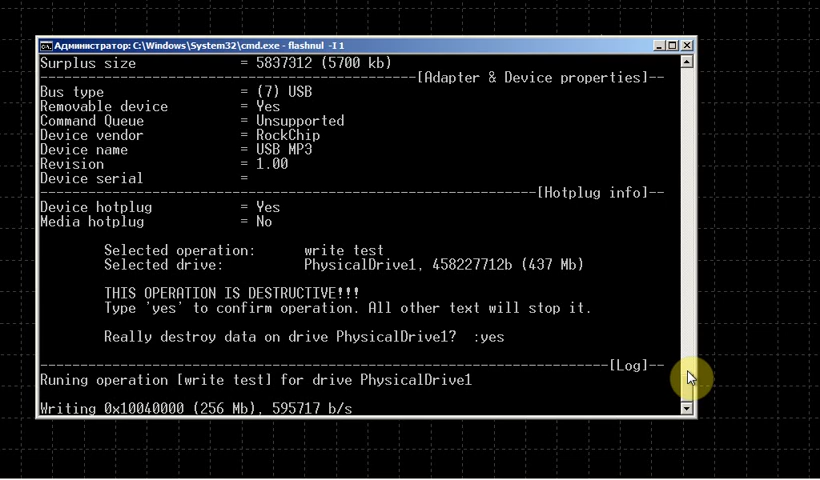 Администратор: C:\Windows\System32\cmd.exe - flashnul -I 1
Surplus size = 5837312 (5700 kb)
-----------------------------------------------[Adapter & Device properties]--
Bus type = (7) USB
Removable device = Yes
Command Queue = Unsupported
Device vendor = RockChip
Device name = USB MP3
Revision = 1.00
Device serial =
--------------------------------------------------------------[Hotplug info]--
Device hotplug = Yes
Media hotplug = No
Selected operation: write test
Selected drive: PhysicalDrive1, 458227712b (437 Mb)
THIS OPERATION IS DESTRUCTIVE!!!
Type 'yes' to confirm operation. All other text will stop it.
Really destroy data on drive PhysicalDrive1? :yes
-----------------------------------------------------------------------[Log]--
Runing operation [write test] for drive PhysicalDrive1
Writing 0x10040000 (256 Mb), 595717 b/s